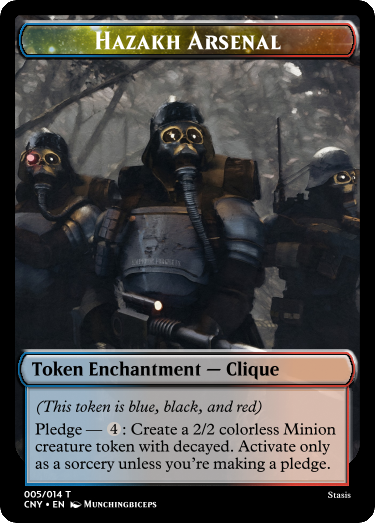 Hazakh Arsenal
Token Enchantment — Clique
(This token is blue, black, and red)
Pledge — 4 : Create a 2/2 colorless Minion
creature token with decayed. Activate only
as a sorcery unless you're making a pledge.
005/014 T
CNY • EN Munchingbiceps
Stasis